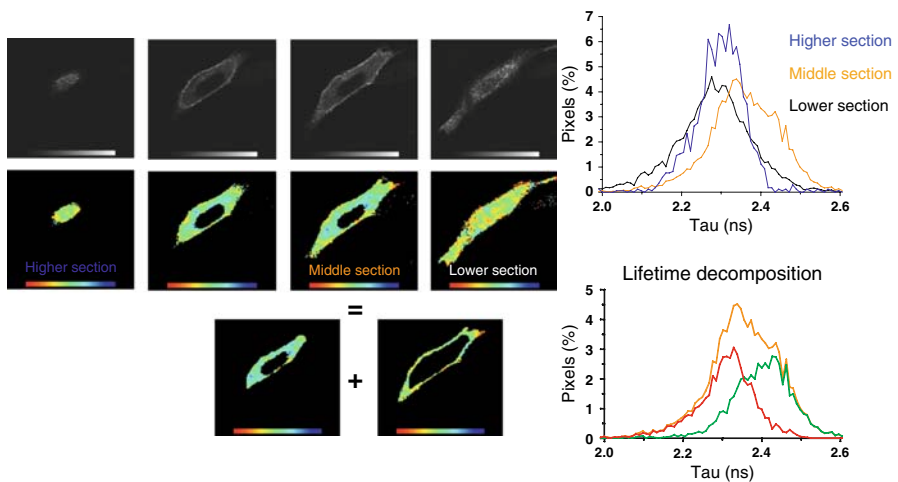 Higher section
Middle section
Lower section
=
+
7
6
5
4
3
2
1
0
Pixels (%)
2.0
2.2
2.4
2.6
Tau (ns)
Higher section
Middle section
Lower section
Lifetime decomposition
5
4
3
2
1
0
Pixels (%)
2.0
2.2
2.4
2.6
Tau (ns)